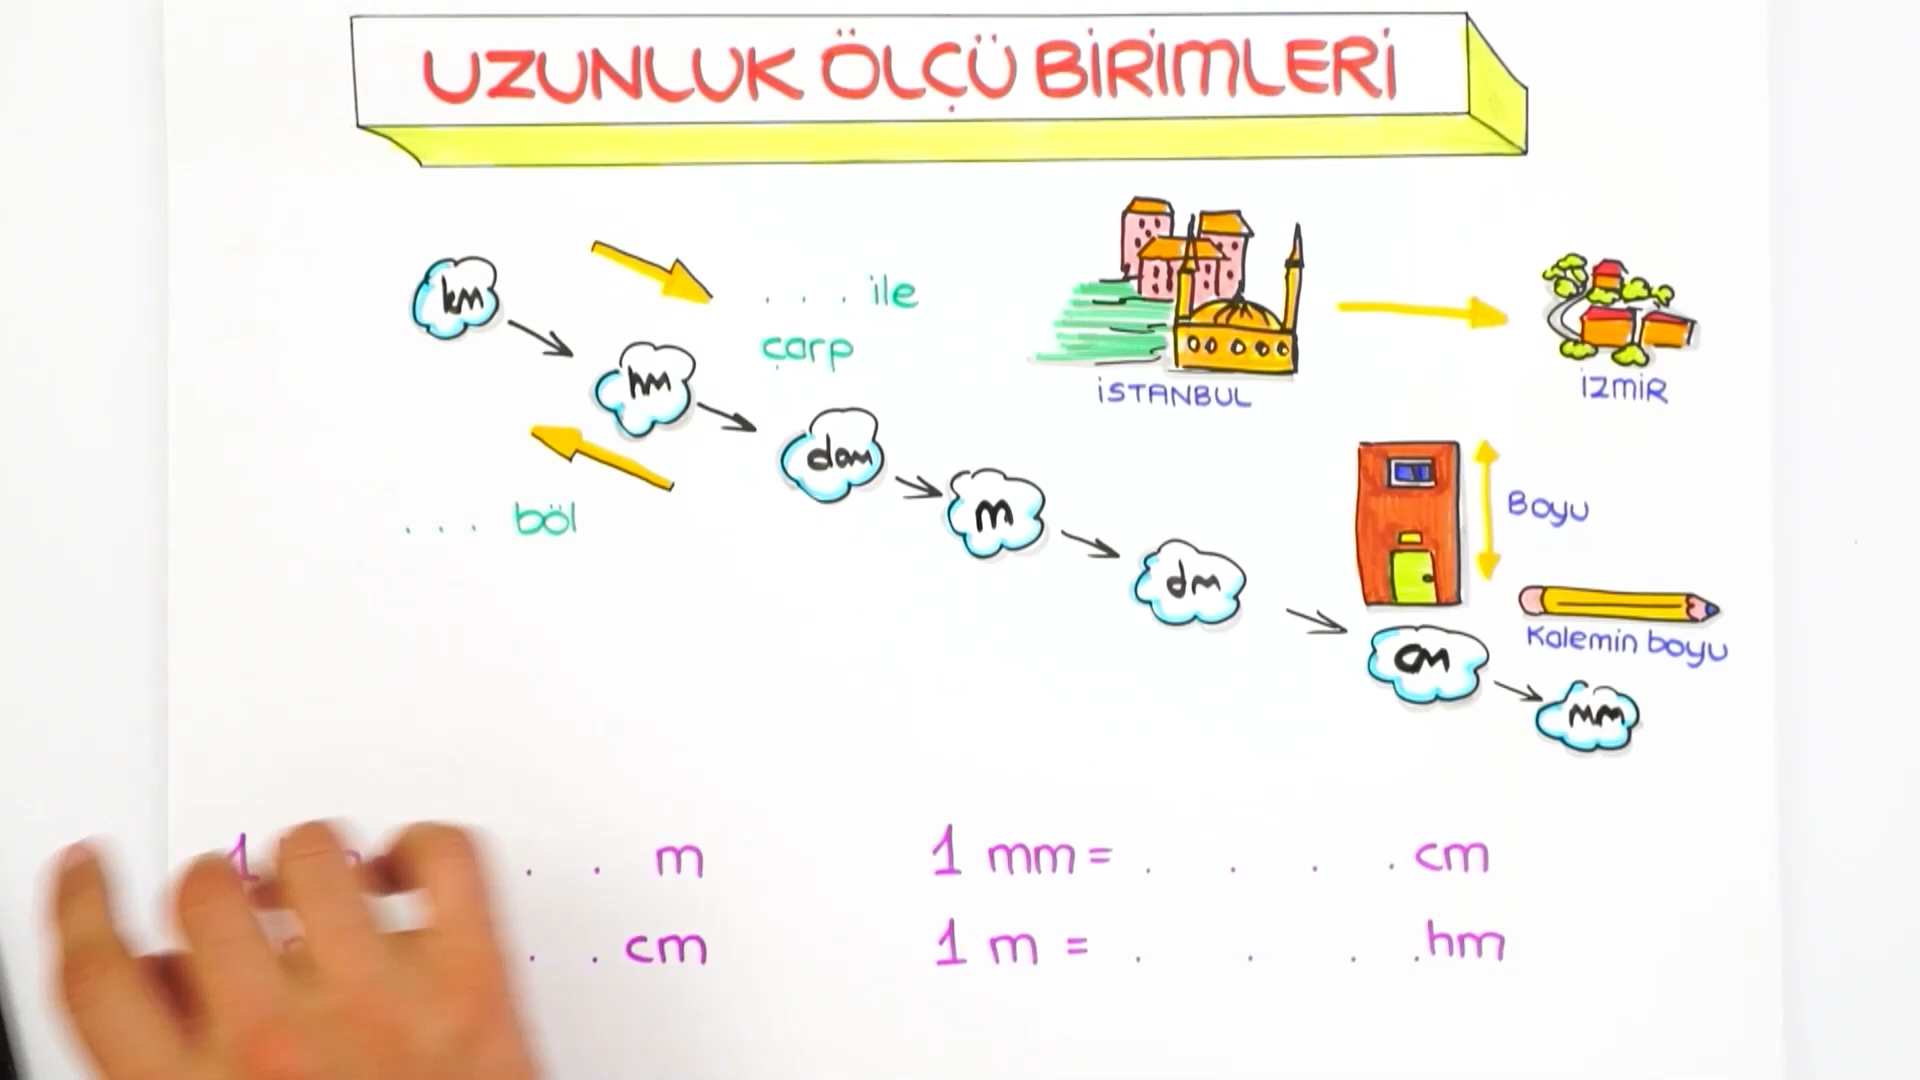 UZUNLUK ÖLÇÜ BİRİMLERİ
km
. . . ile
çarp
hm
dam
. . . böl
m
dm
cm
mm
İSTANBUL
İZMİR
Boyu
Kalemin boyu
1 . . m
. . cm
1 mm = . . . . cm
1 m = . . . . hm